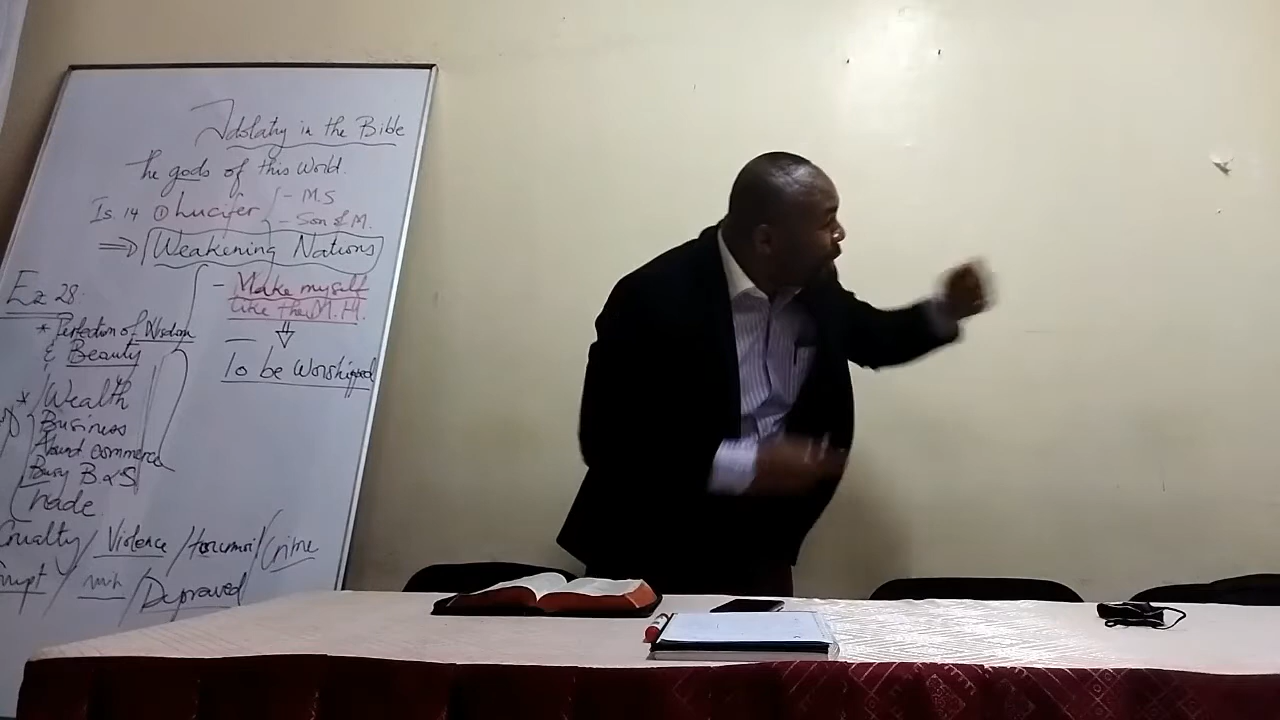 Idolatry in the Bible
The gods of this World.
Is. 14 ① Lucifer - M.S
- Son of M.
⇒ Weakening Nations
- Make myself
like the M.H.
⇓
To be Worshipped
Ez 28.
* Perfection of Wisdom
& Beauty
* Wealth
Business
Abund commerce
Busy B. & S
Trade
Crualty / Violence / / Crime
/ / Depraved